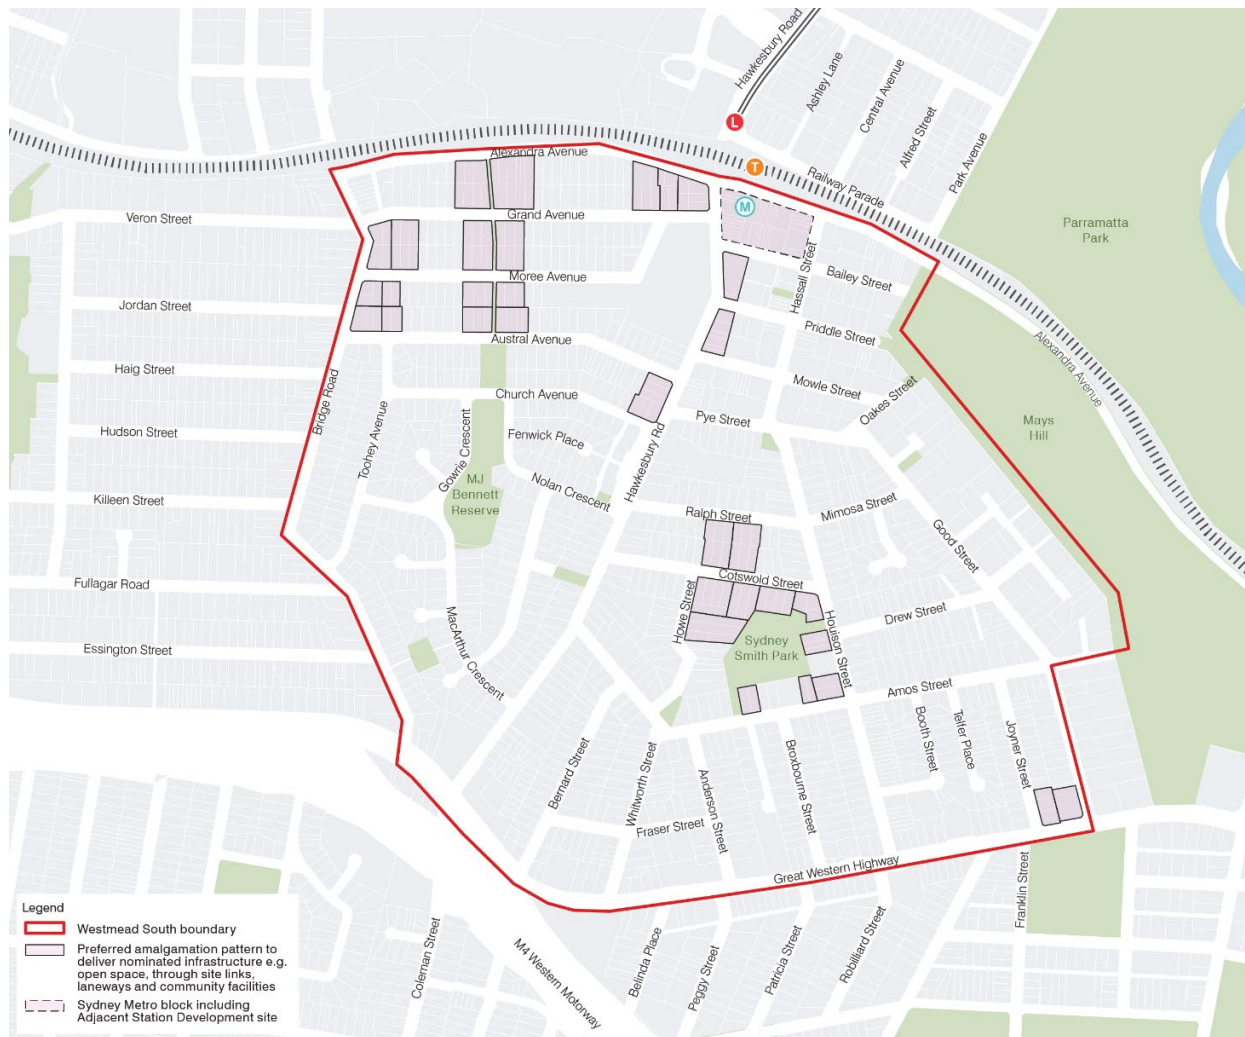 Hawkesbury Road
Ashley Lane
Central Avenue
Alfred Street
Park Avenue
L
T
Railway Parade
Alexandra Avenue
M
Parramatta
Park
Veron Street
Grand Avenue
Moree Avenue
Hassall Street
Bailey Street
Jordan Street
Priddle Street
Austral Avenue
Alexandra Avenue
Haig Street
Bridge Road
Church Avenue
Mowle Street
Oakes Street
Hudson Street
Toohey Avenue
Gowrie Crescent
Fenwick Place
Hawkesbury Rd
Pye Street
Mays
Hill
Killeen Street
MJ
Bennett
Reserve
Nolan Crescent
Ralph Street
Mimosa Street
Good Street
Fullagar Road
Cotswold Street
Howe Street
Essington Street
MacArthur Crescent
Sydney
Smith Park
Houison Street
Drew Street
Amos Street
Bernard Street
Whitworth Street
Anderson Street
Broxbourne Street
Booth Street
Telfer Place
Joyner Street
Fraser Street
Great Western Highway
Franklin Street
Coleman Street
M4 Western Motorway
Belinda Place
Peggy Street
Patricia Street
Robilliard Street
Legend
Westmead South boundary
Preferred amalgamation pattern to
deliver nominated infrastructure e.g.
open space, through site links,
laneways and community facilities
Sydney Metro block including
Adjacent Station Development site